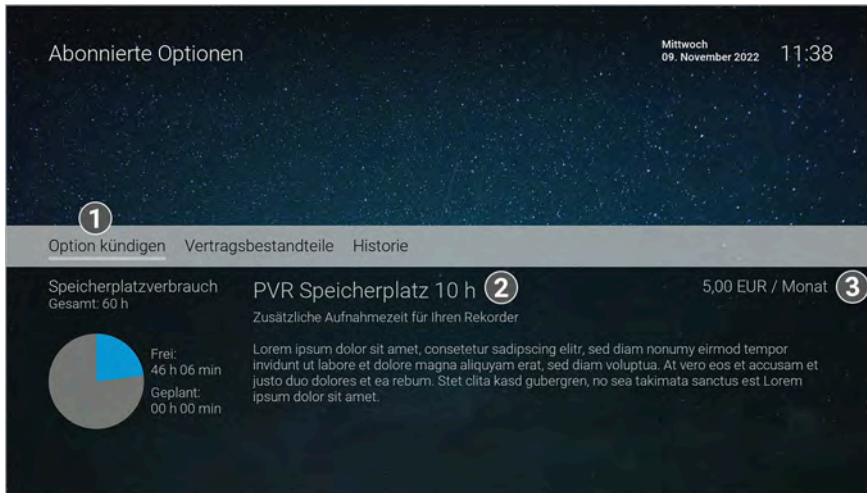 Abonnierte Optionen
Mittwoch
09. November 2022
11:38
1
Option kündigen Vertragsbestandteile Historie
Speicherplatzverbrauch
Gesamt: 60 h
Frei:
46 h 06 min
Geplant:
00 h 00 min
PVR Speicherplatz 10 h 2
5,00 EUR / Monat 3
Zusätzliche Aufnahmezeit für Ihren Rekorder
Lorem ipsum dolor sit amet, consetetur sadipscing elitr, sed diam nonumy eirmod tempor
invidunt ut labore et dolore magna aliquyam erat, sed diam voluptua. At vero eos et accusam et
justo duo dolores et ea rebum. Stet clita kasd gubergren, no sea takimata sanctus est Lorem
ipsum dolor sit amet.